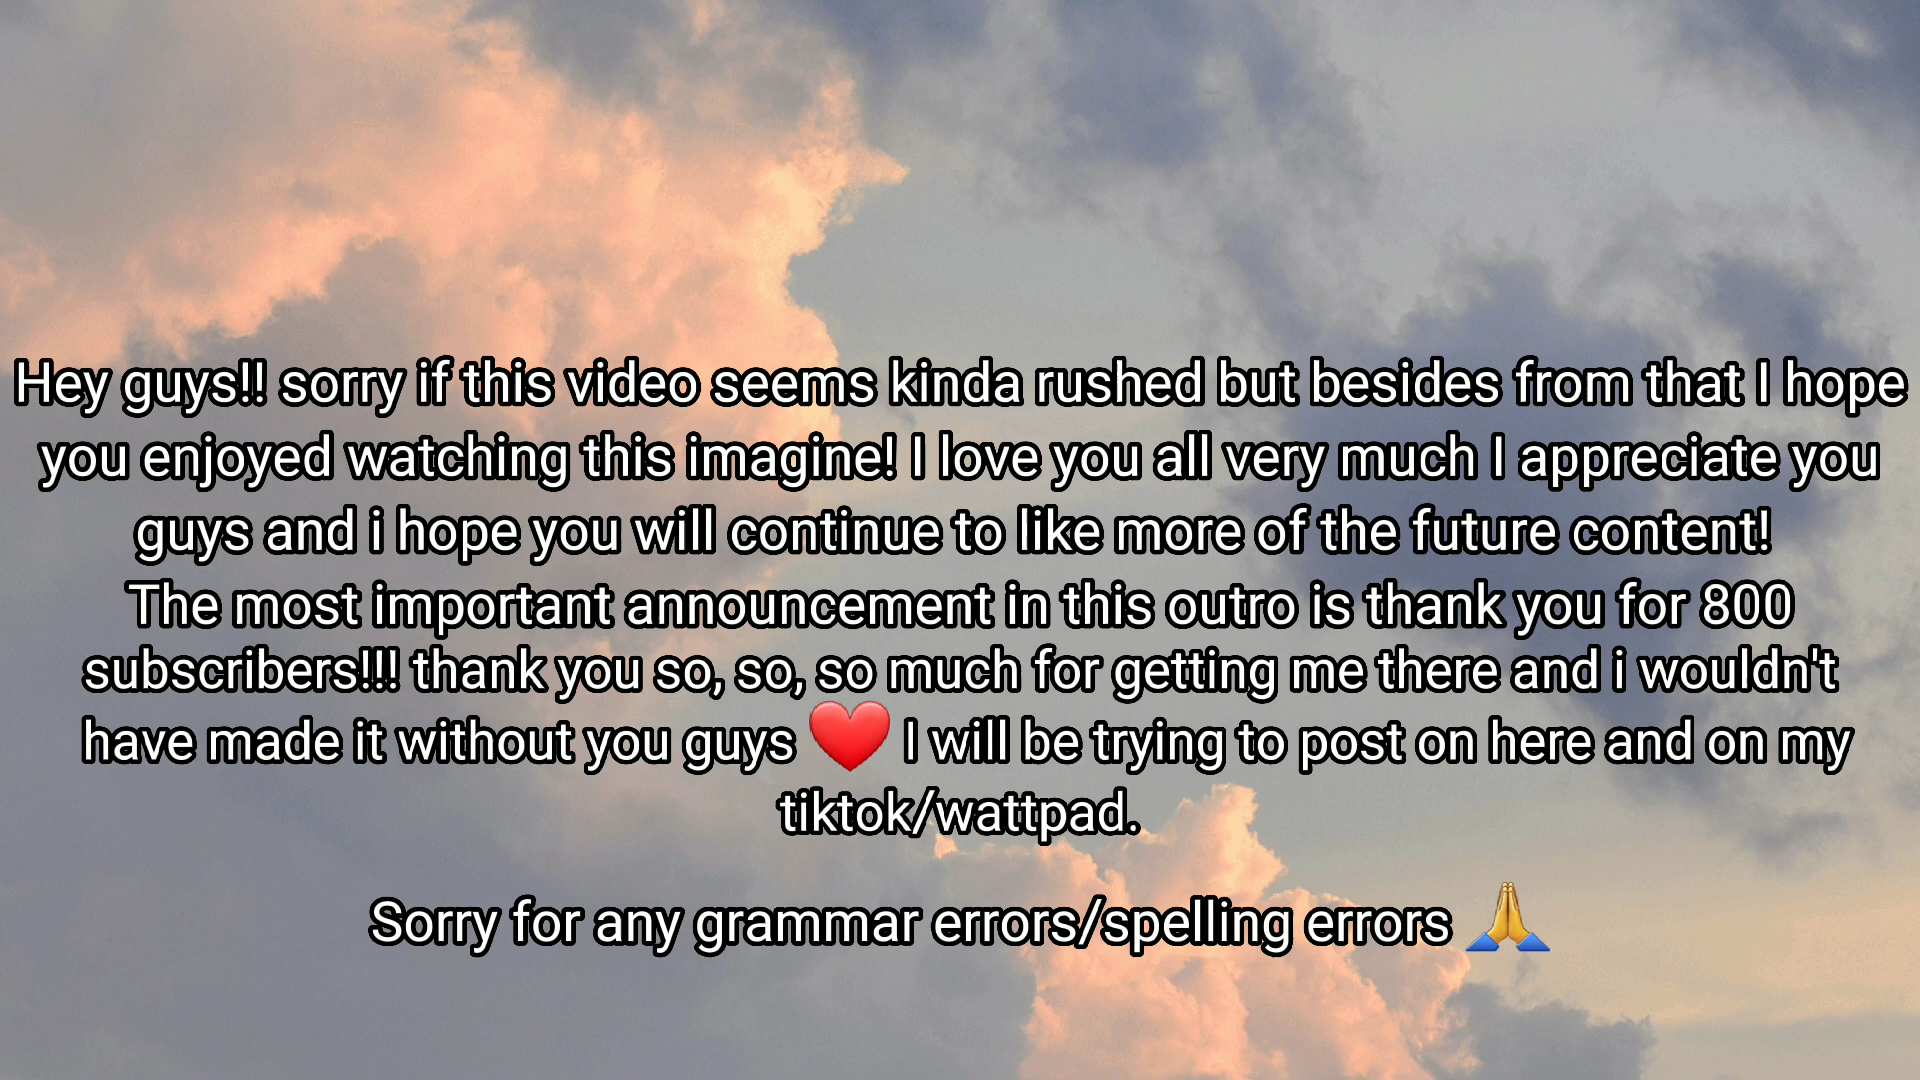 Hey guys!! sorry if this video seems kinda rushed but besides from that I hope
you enjoyed watching this imagine! I love you all very much I appreciate you
guys and i hope you will continue to like more of the future content!
The most important announcement in this outro is thank you for 800
subscribers!!! thank you so, so, so much for getting me there and i wouldn't
have made it without you guys ❤️ I will be trying to post on here and on my
tiktok/wattpad.
Sorry for any grammar errors/spelling errors 🙏